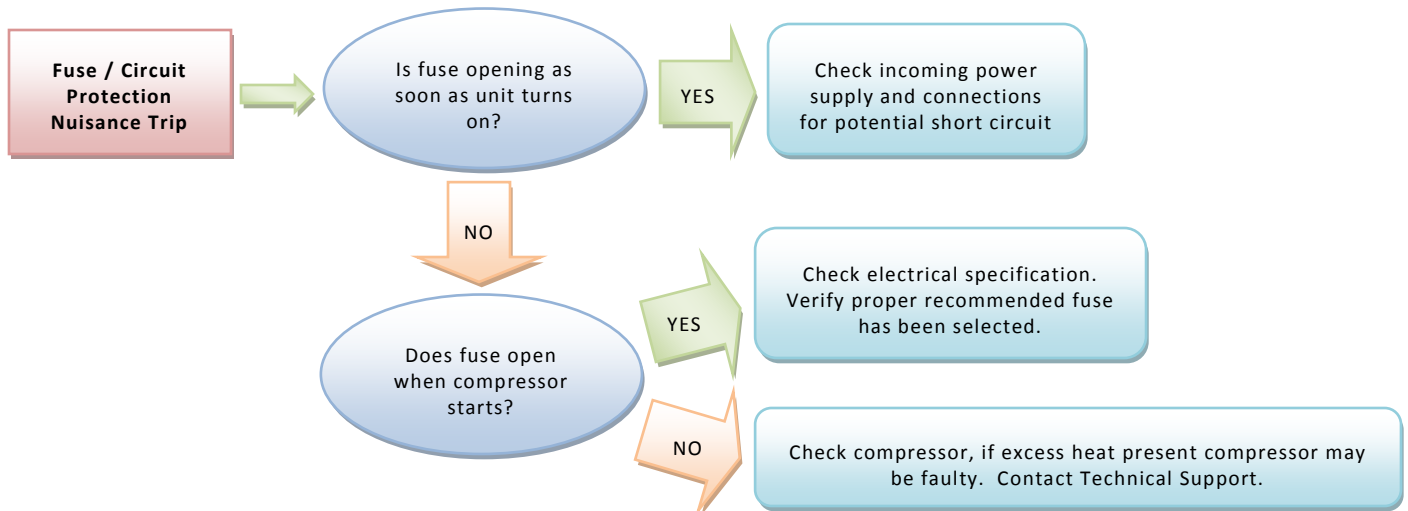 Fuse / Circuit
Protection
Nuisance Trip
Is fuse opening as
soon as unit turns
on?
YES
Check incoming power
supply and connections
for potential short circuit
NO
Does fuse open
when compressor
starts?
YES
Check electrical specification.
Verify proper recommended fuse
has been selected.
NO
Check compressor, if excess heat present compressor may
be faulty.  Contact Technical Support.